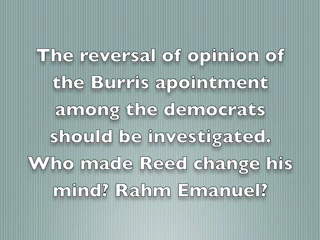 The reversal of opinion of
the Burris apointment
among the democrats
should be investigated.
Who made Reed change his
mind? Rahm Emanuel?